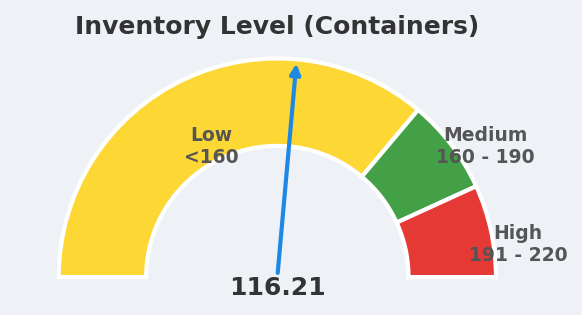 Inventory Level (Containers)
Low
<160
Medium
160 - 190
High
191 - 220
116.21